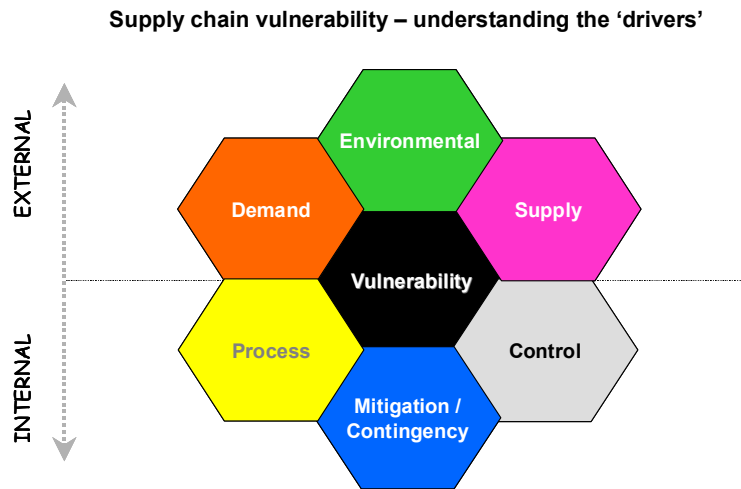 Supply chain vulnerability – understanding the ‘drivers’
EXTERNAL
Environmental
Demand
Supply
Vulnerability
INTERNAL
Process
Control
Mitigation /
Contingency